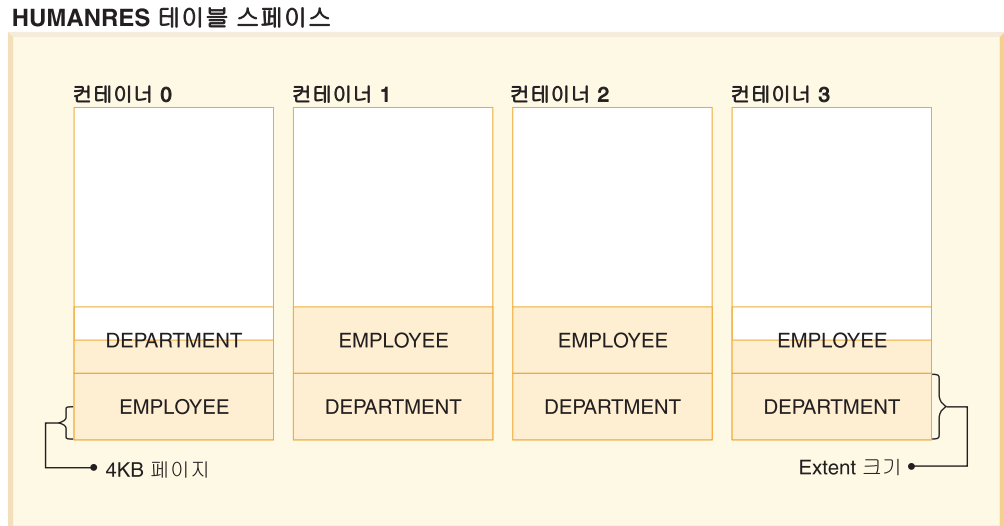 HUMANRES 테이블 스페이스
컨테이너 0
컨테이너 1
컨테이너 2
컨테이너 3
DEPARTMENT
EMPLOYEE
EMPLOYEE
EMPLOYEE
EMPLOYEE
DEPARTMENT
DEPARTMENT
DEPARTMENT
4KB 페이지
Extent 크기